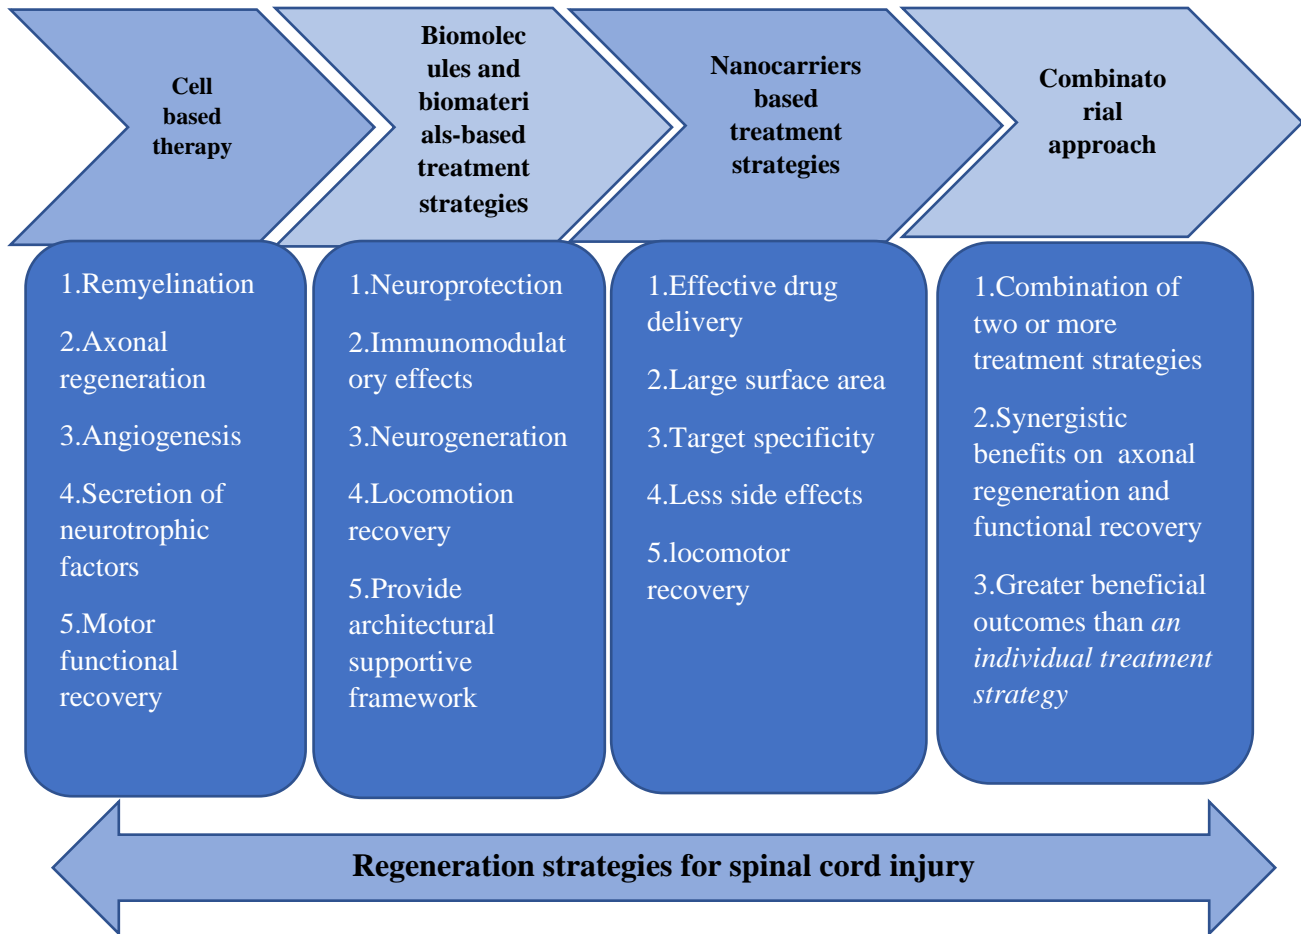 Cell
based
therapy
Biomolec
ules and
biomateri
als-based
treatment
strategies
Nanocarriers
based
treatment
strategies
Combinato
rial
approach
1.Remyelination
2.Axonal
regeneration
3.Angiogenesis
4.Secretion of
neurotrophic
factors
5.Motor
functional
recovery
1.Neuroprotection
2.Immunomodulat
ory effects
3.Neurogeneration
4.Locomotion
recovery
5.Provide
architectural
supportive
framework
1.Effective drug
delivery
2.Large surface area
3.Target specificity
4.Less side effects
5.locomotor
recovery
1.Combination of
two or more
treatment strategies
2.Synergistic
benefits on  axonal
regeneration and
functional recovery
3.Greater beneficial
outcomes than an
individual treatment
strategy
Regeneration strategies for spinal cord injury